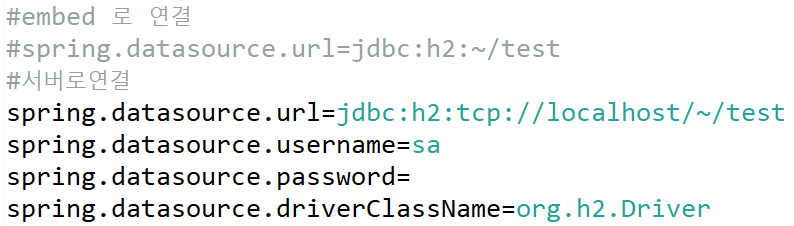 #embed 로 연결
#spring.datasource.url=jdbc:h2:~/test
#서버로연결
spring.datasource.url=jdbc:h2:tcp://localhost/~/test
spring.datasource.username=sa
spring.datasource.password=
spring.datasource.driverClassName=org.h2.Driver